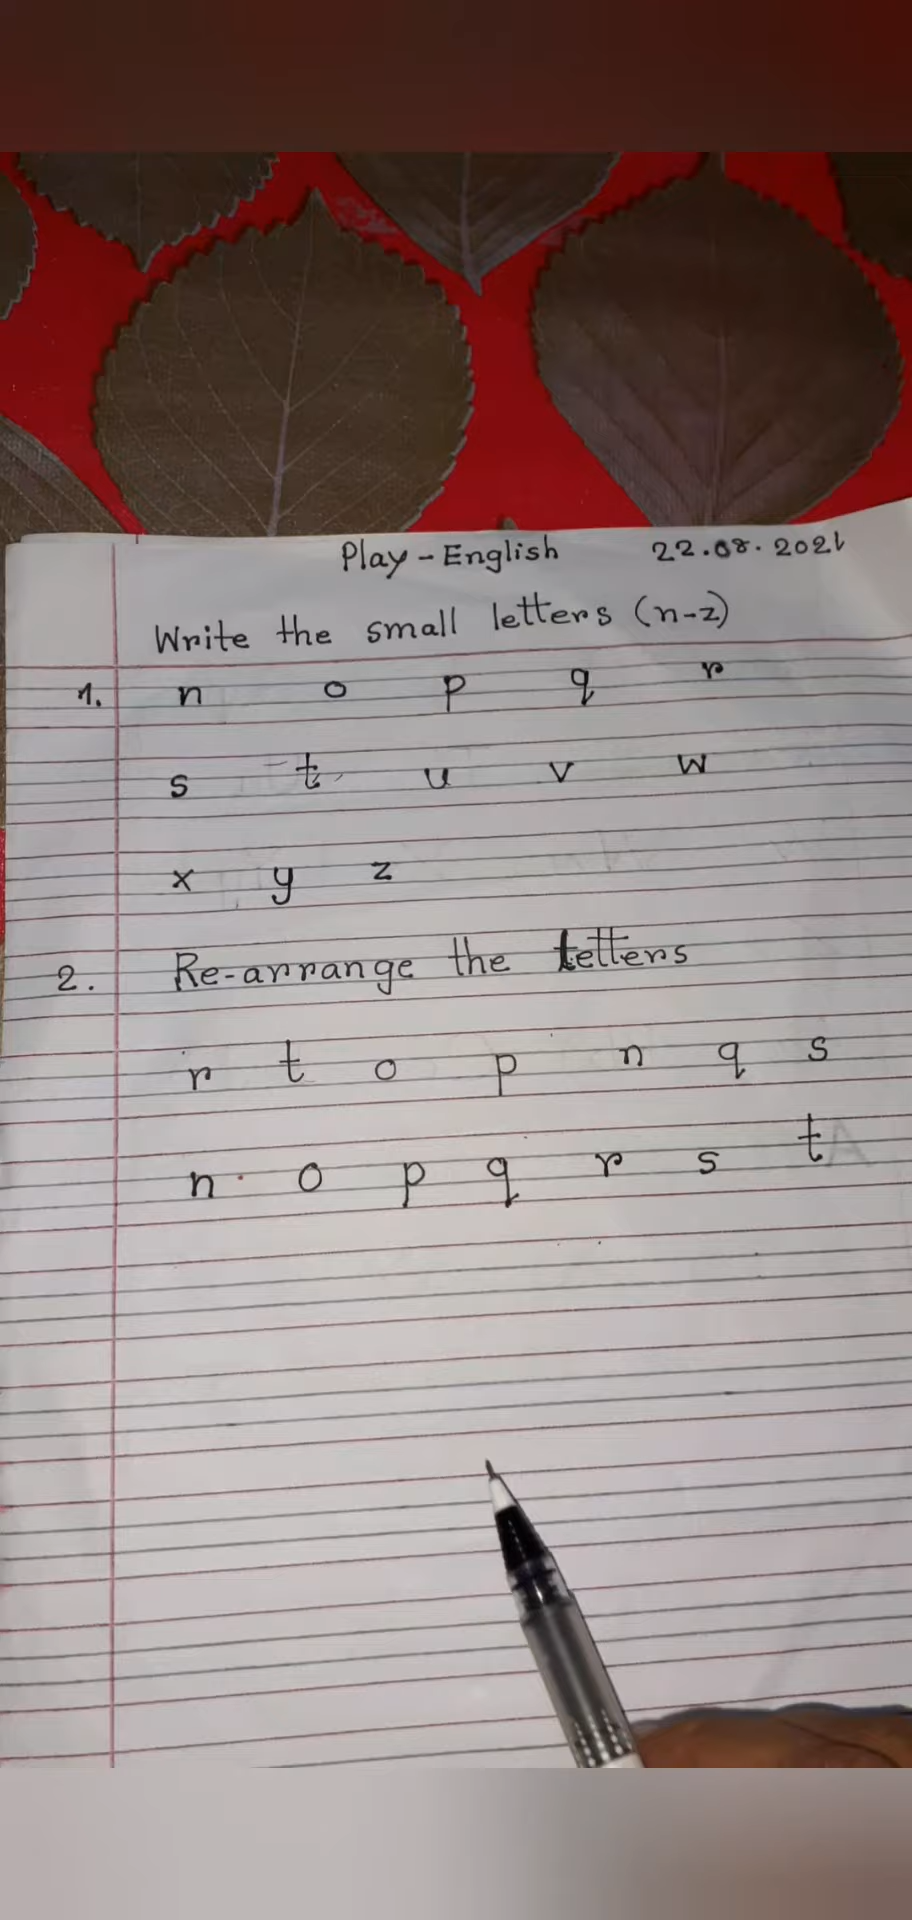 Play - English 22.08.2021
Write the small letters (n-z)
1. n o p q r
s t u v w
x y z
2. Re-arrange the letters
r t o p n q s
n o p q r s t